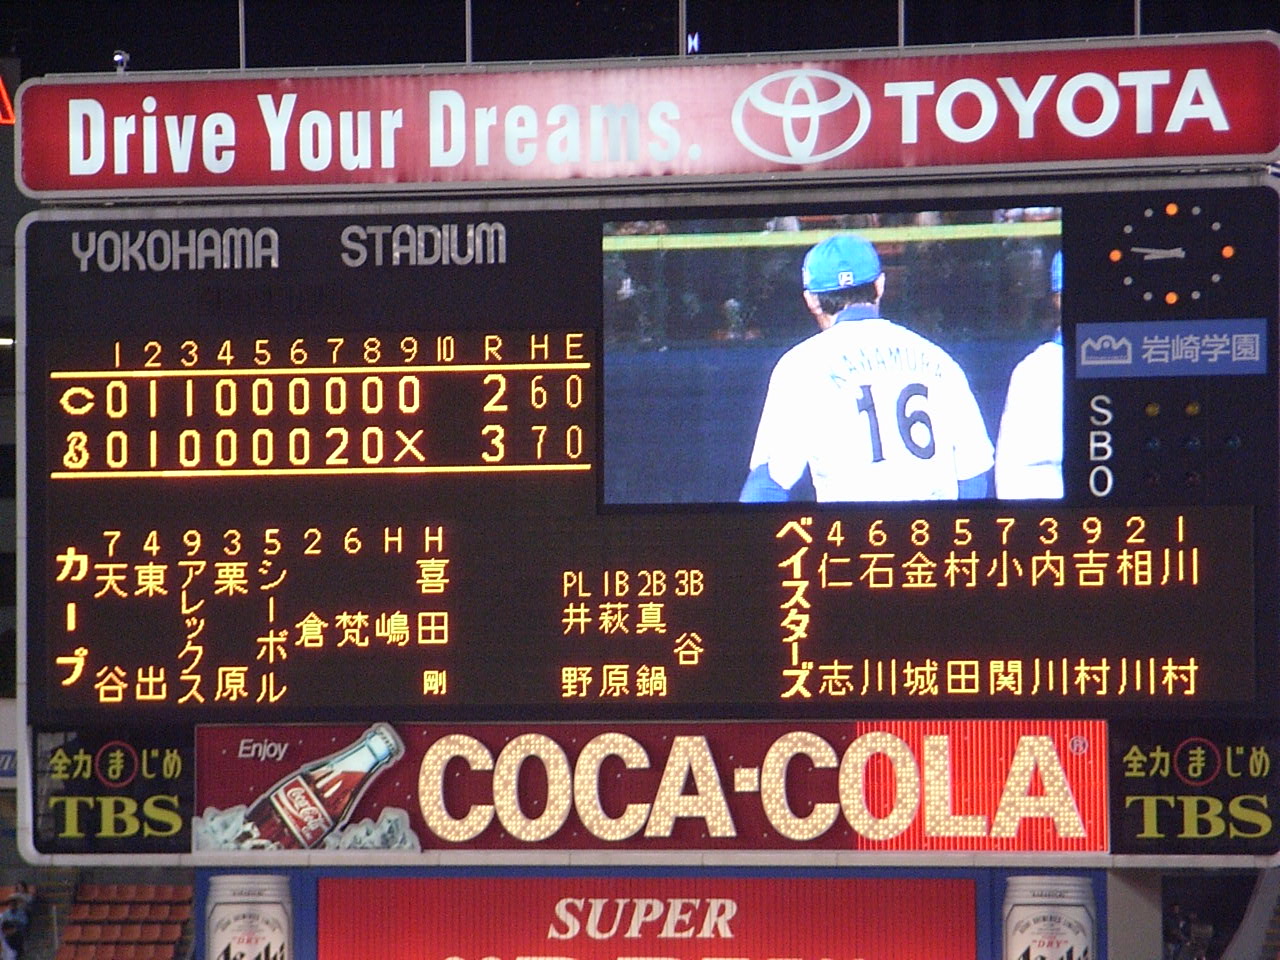 Drive Your Dreams. TOYOTA
YOKOHAMA STADIUM
KAWAMURA
16
岩崎学園
1 2 3 4 5 6 7 8 9 10 R H E
C 0 1 1 0 0 0 0 0 0 2 6 0
B 0 1 0 0 0 0 2 0 X 3 7 0
S
B
O
カープ
7 天谷
4 東出
9 アレックス
3 栗原
5 シーボル
2 倉
6 梵
H 嶋
H 喜田剛
PL 井野
1B 萩原
2B 真鍋
3B 谷
ベイスターズ
4 仁志
6 石川
8 金城
5 村田
7 小関
3 内川
9 吉村
2 相川
1 川村
全力まじめ
TBS
Enjoy
Coca-Cola
COCA-COLA®
全力まじめ
TBS
SUPER
"DRY"
Asahi
"DRY"
Asahi